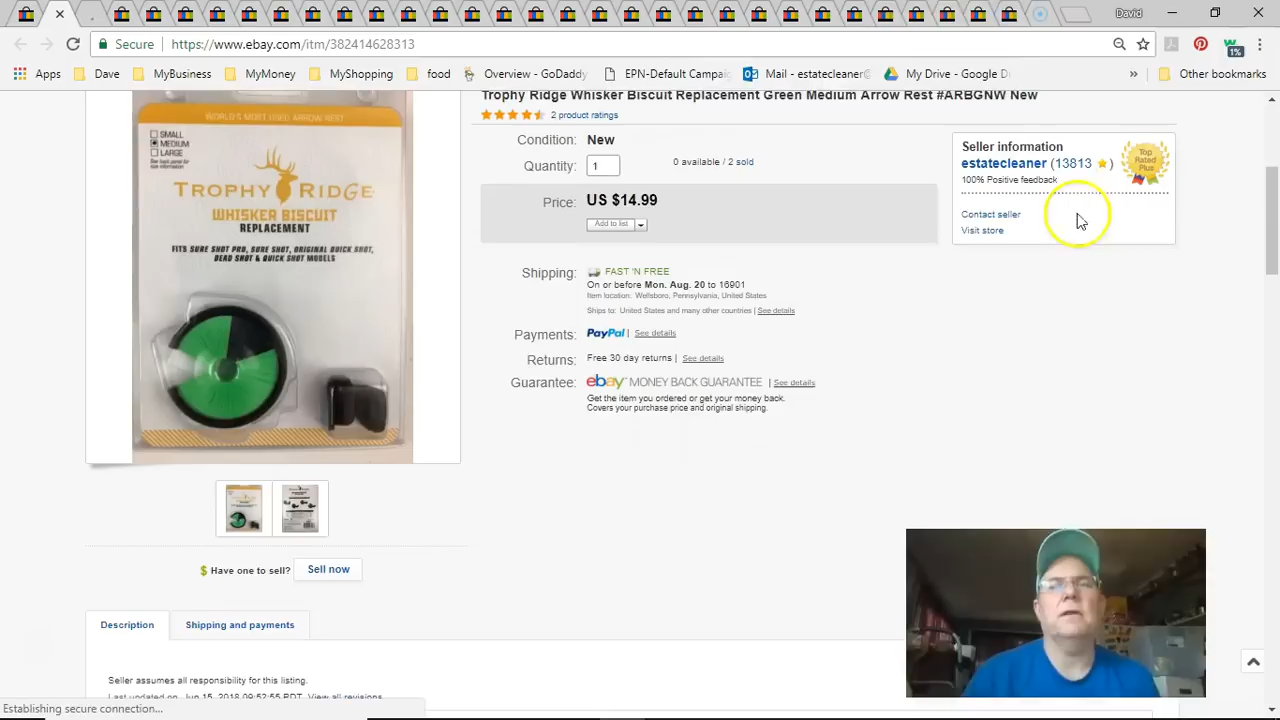 David
Secure https://www.ebay.com/itm/382414628313
1%
Apps Dave MyBusiness MyMoney MyShopping food Overview - GoDaddy EPN-Default Campai Mail - estatecleaner@ My Drive - Google Dr » Other bookmarks
Trophy Ridge Whisker Biscuit Replacement Green Medium Arrow Rest #ARBGNW New
2 product ratings
WORLD'S MOST USED ARROW REST
SMALL
MEDIUM
LARGE
See back panel for
size information
TROPHY RIDGE
WHISKER BISCUIT
REPLACEMENT
FITS SURE SHOT PRO, SURE SHOT, ORIGINAL QUICK SHOT,
DEAD SHOT & QUICK SHOT MODELS
Condition: New
Quantity: 1 0 available / 2 sold
Price: US $14.99
Add to list
Shipping: FAST 'N FREE
On or before Mon. Aug. 20 to 16901
Item location: Wellsboro, Pennsylvania, United States
Ships to: United States and many other countries | See details
Payments: PayPal | See details
Returns: Free 30 day returns | See details
Guarantee: ebay MONEY BACK GUARANTEE | See details
Get the item you ordered or get your money back.
Covers your purchase price and original shipping.
Seller information
estatecleaner (13813 )
100% Positive feedback
Top
Rated
Plus
Contact seller
Visit store
$ Have one to sell? Sell now
Description Shipping and payments
Seller assumes all responsibility for this listing.
Last updated on Jun 15, 2018 09:52:55 PDT View all revisions
Establishing secure connection...